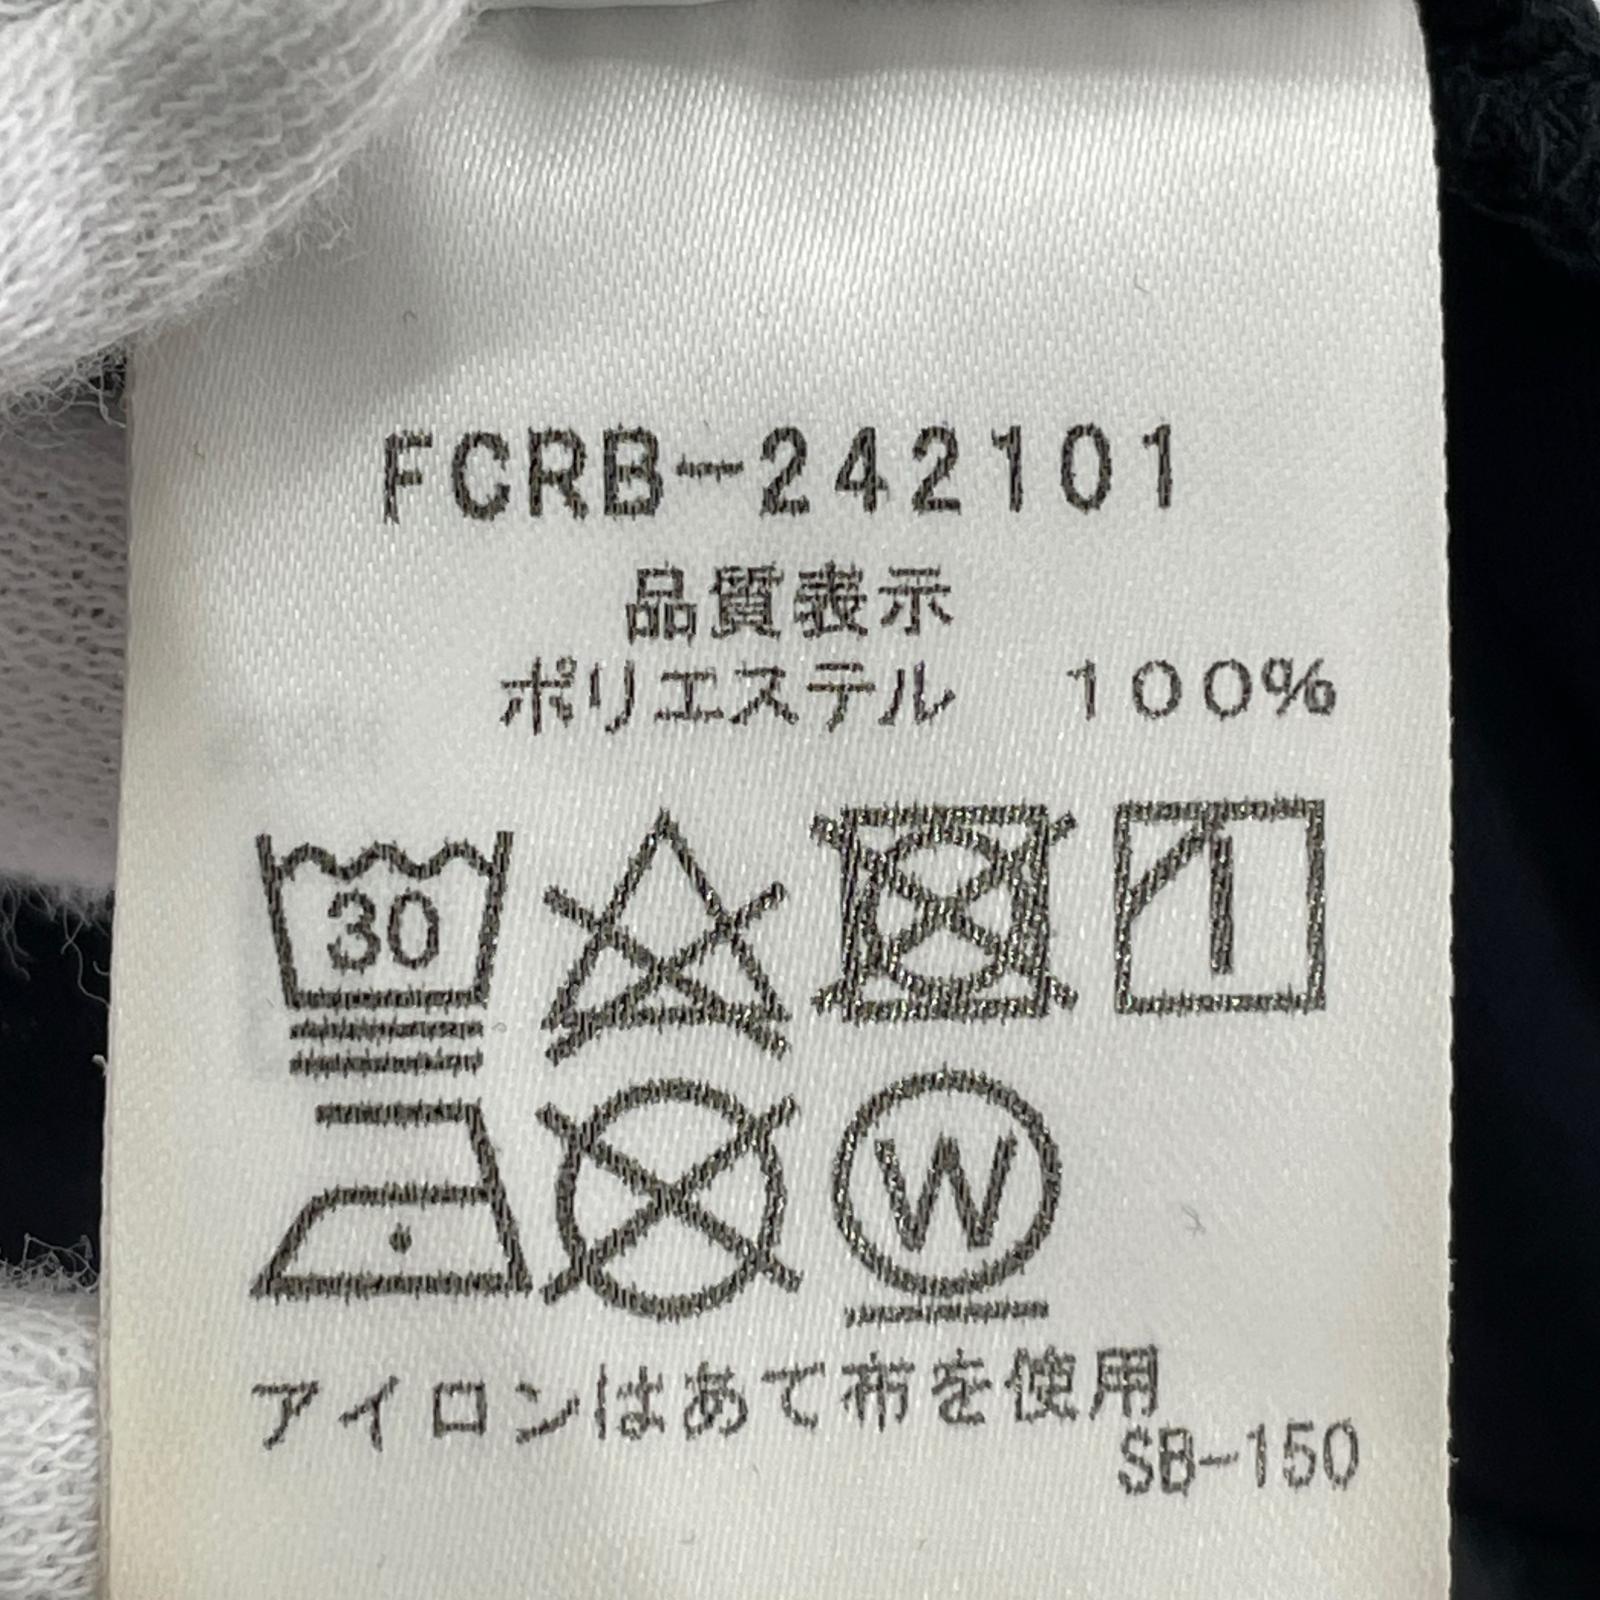 FCRB-242101
品質表示
ポリエステル 100%
30
W
アイロンはあて布を使用
SB-150